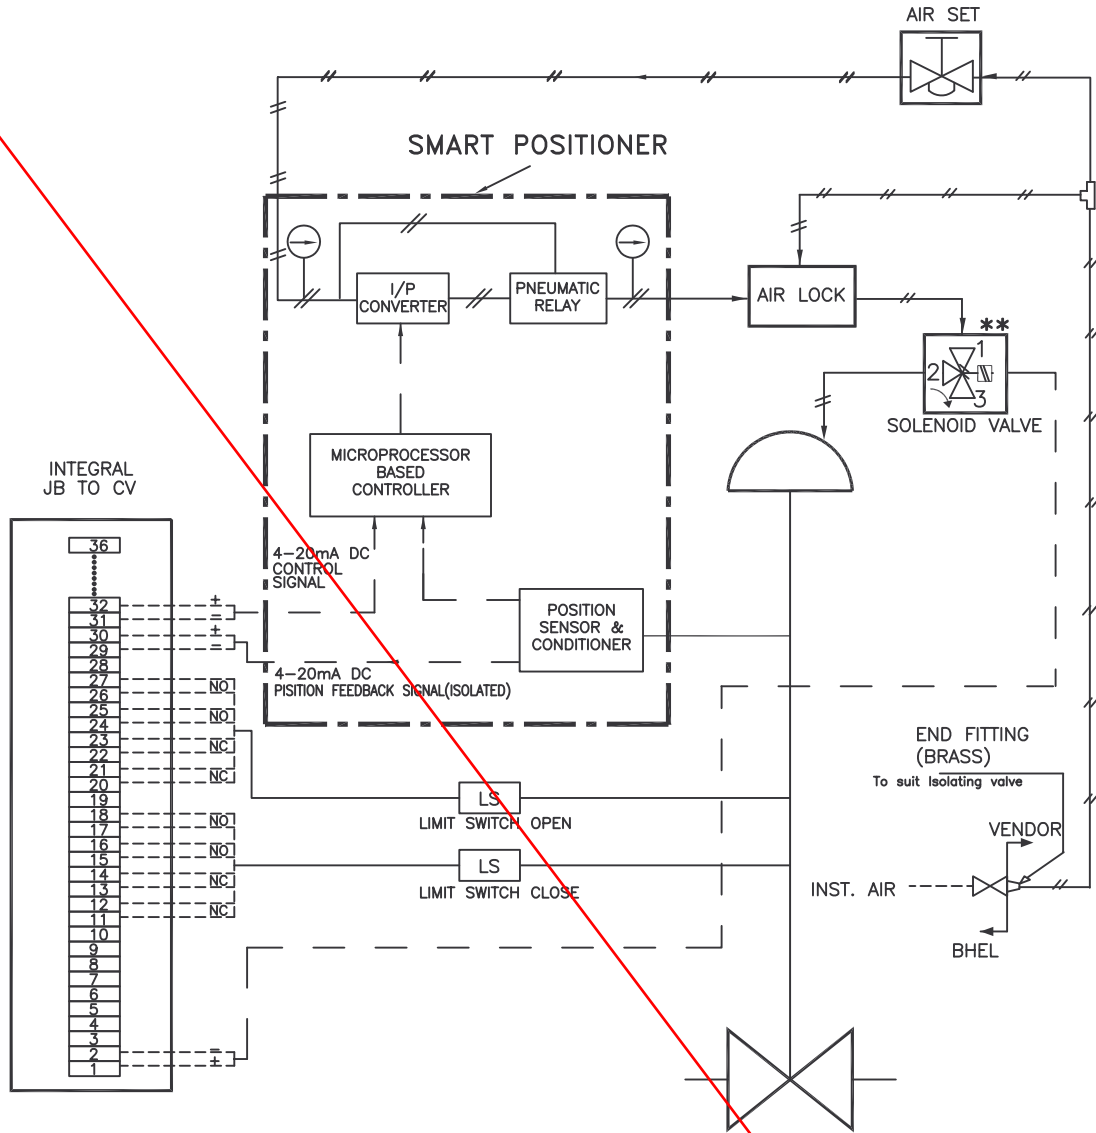 AIR SET
SMART POSITIONER
I/P
CONVERTER
PNEUMATIC
RELAY
AIR LOCK
**
1
2
3
SOLENOID VALVE
MICROPROCESSOR
BASED
CONTROLLER
INTEGRAL
JB TO CV
4-20mA DC
CONTROL
SIGNAL
POSITION
SENSOR &
CONDITIONER
4-20mA DC
PISITION FEEDBACK SIGNAL(ISOLATED)
36
32 +
31 -
30 +
29 -
28
27 NO
26
25 NO
24
23 NC
22
21 NC
20
19
18 NO
17
16 NO
15
14 NC
13
12 NC
11
10
9
8
7
6
5
4
3
2 -
1 +
LS
LIMIT SWITCH OPEN
LS
LIMIT SWITCH CLOSE
END FITTING
(BRASS)
To suit Isolating valve
VENDOR
INST. AIR
BHEL